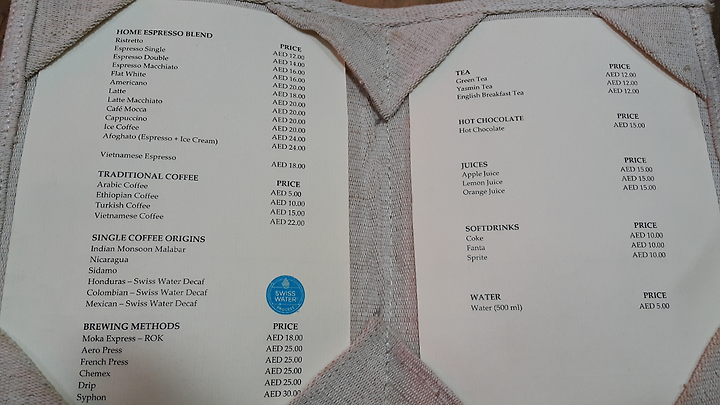 HOME ESPRESSO BLEND PRICE
Ristretto AED 12.00
Espresso Single AED 14.00
Espresso Double AED 16.00
Espresso Macchiato AED 16.00
Flat White AED 20.00
Americano AED 18.00
Latte AED 20.00
Latte Macchiato AED 20.00
Café Mocca AED 20.00
Cappuccino AED 20.00
Ice Coffee AED 24.00
Afoghato (Espresso + Ice Cream) AED 24.00
Vietnamese Espresso AED 18.00
TRADITIONAL COFFEE PRICE
Arabic Coffee AED 5.00
Ethiopian Coffee AED 10.00
Turkish Coffee AED 15.00
Vietnamese Coffee AED 22.00
SINGLE COFFEE ORIGINS
Indian Monsoon Malabar
Nicaragua
Sidamo
Honduras – Swiss Water Decaf
Colombian – Swiss Water Decaf
Mexican – Swiss Water Decaf
SWISS
WATER
BREWING METHODS PRICE
Moka Express – ROK AED 18.00
Aero Press AED 25.00
French Press AED 25.00
Chemex AED 25.00
Drip AED 25.00
Syphon AED 30.00
TEA PRICE
Green Tea AED 12.00
Yasmin Tea AED 12.00
English Breakfast Tea AED 12.00
HOT CHOCOLATE PRICE
Hot Chocolate AED 15.00
JUICES PRICE
Apple Juice AED 15.00
Lemon Juice AED 15.00
Orange Juice AED 15.00
SOFTDRINKS PRICE
Coke AED 10.00
Fanta AED 10.00
Sprite AED 10.00
WATER PRICE
Water (500 ml) AED 5.00